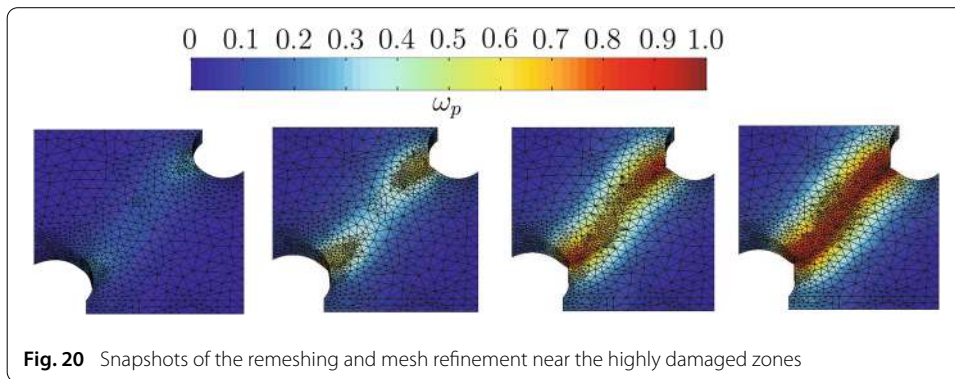 0 0.1 0.2 0.3 0.4 0.5 0.6 0.7 0.8 0.9 1.0
ω_p
Fig. 20 Snapshots of the remeshing and mesh refinement near the highly damaged zones